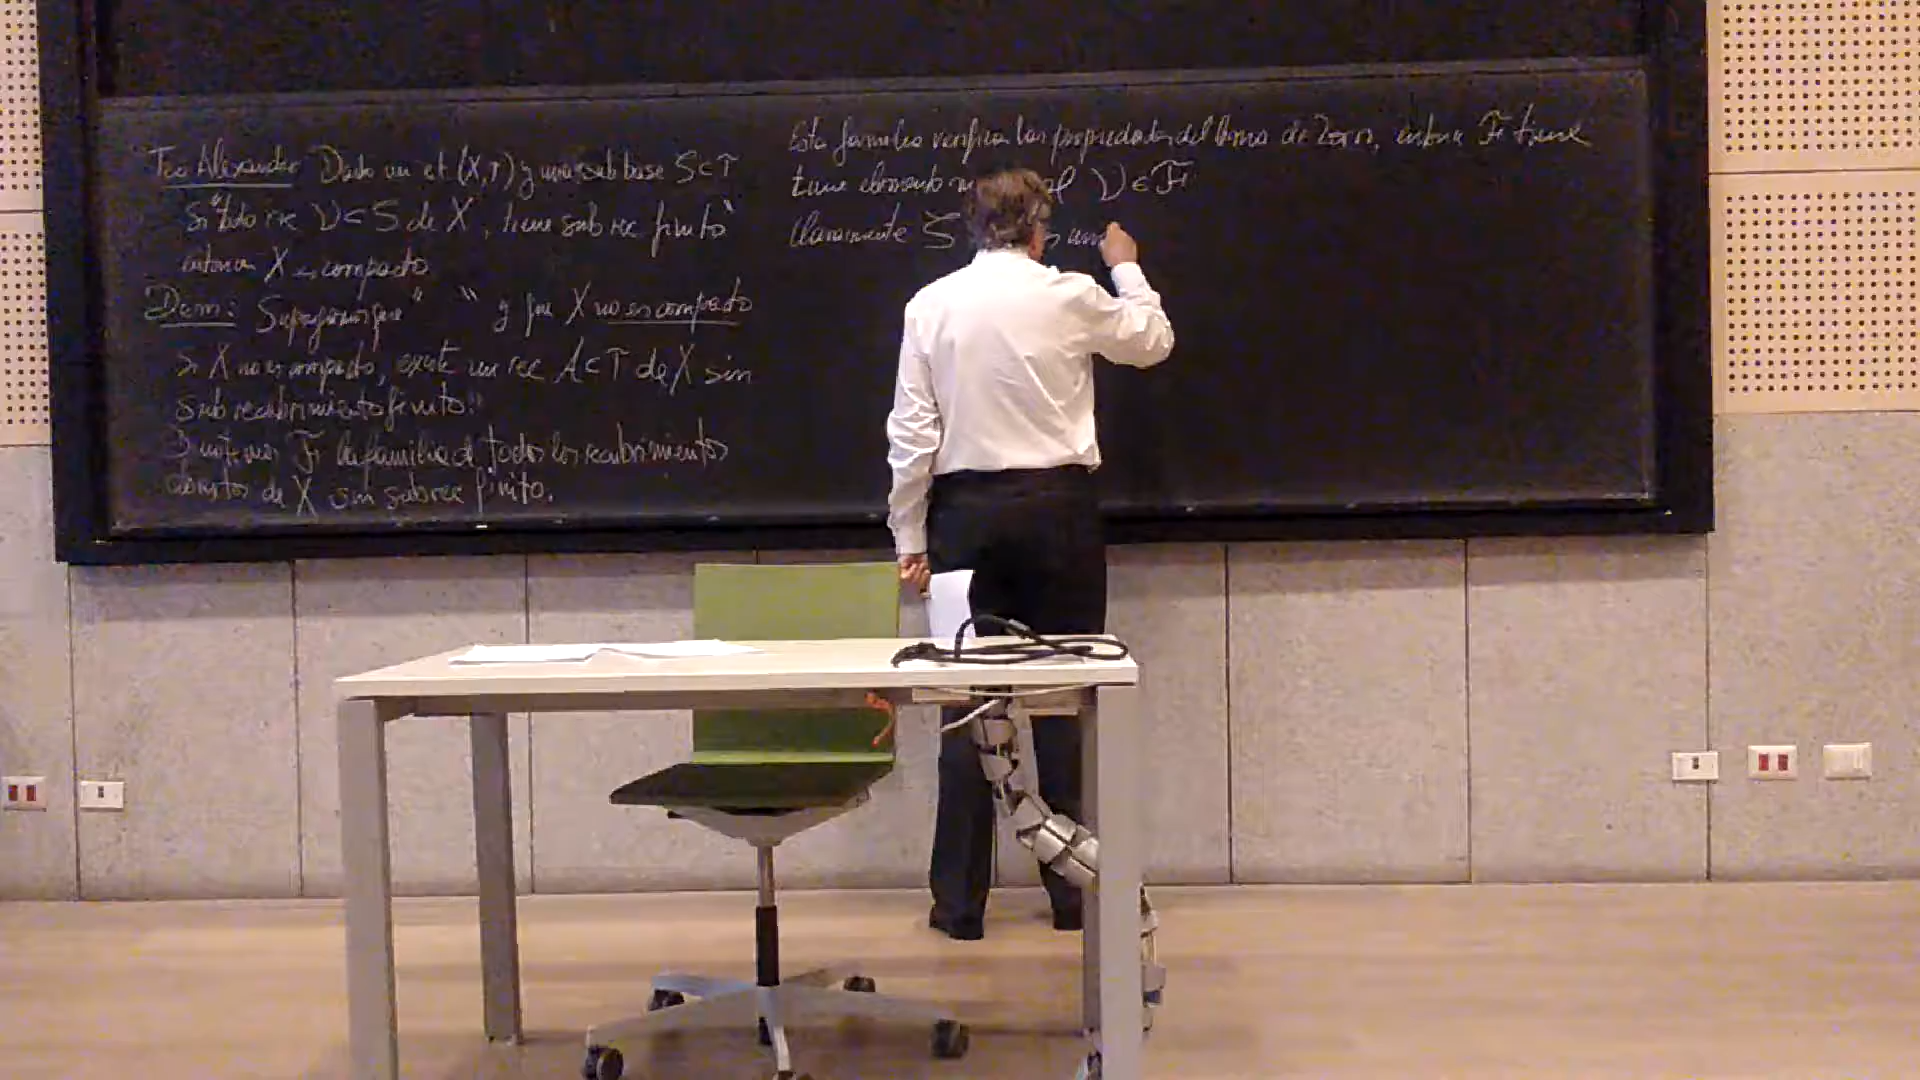 Teo Alexander Dado un et (X,T) y una sub base S⊂T
Si "todo rec V⊂S de X, tiene sub rec finito"
entonces X es compacto
Dem: Supongamos que " " y que X no es compacto
Si X no es compacto, existe un rec A⊂T de X sin
sub recubrimiento finito."
Denotemos F la familia de todos los recubrimientos
abiertos de X sin sub rec finito.
Esta familia verifica las propiedades del lema de Zorn, entonces F tiene
tiene elemento V∈F
Claramente S